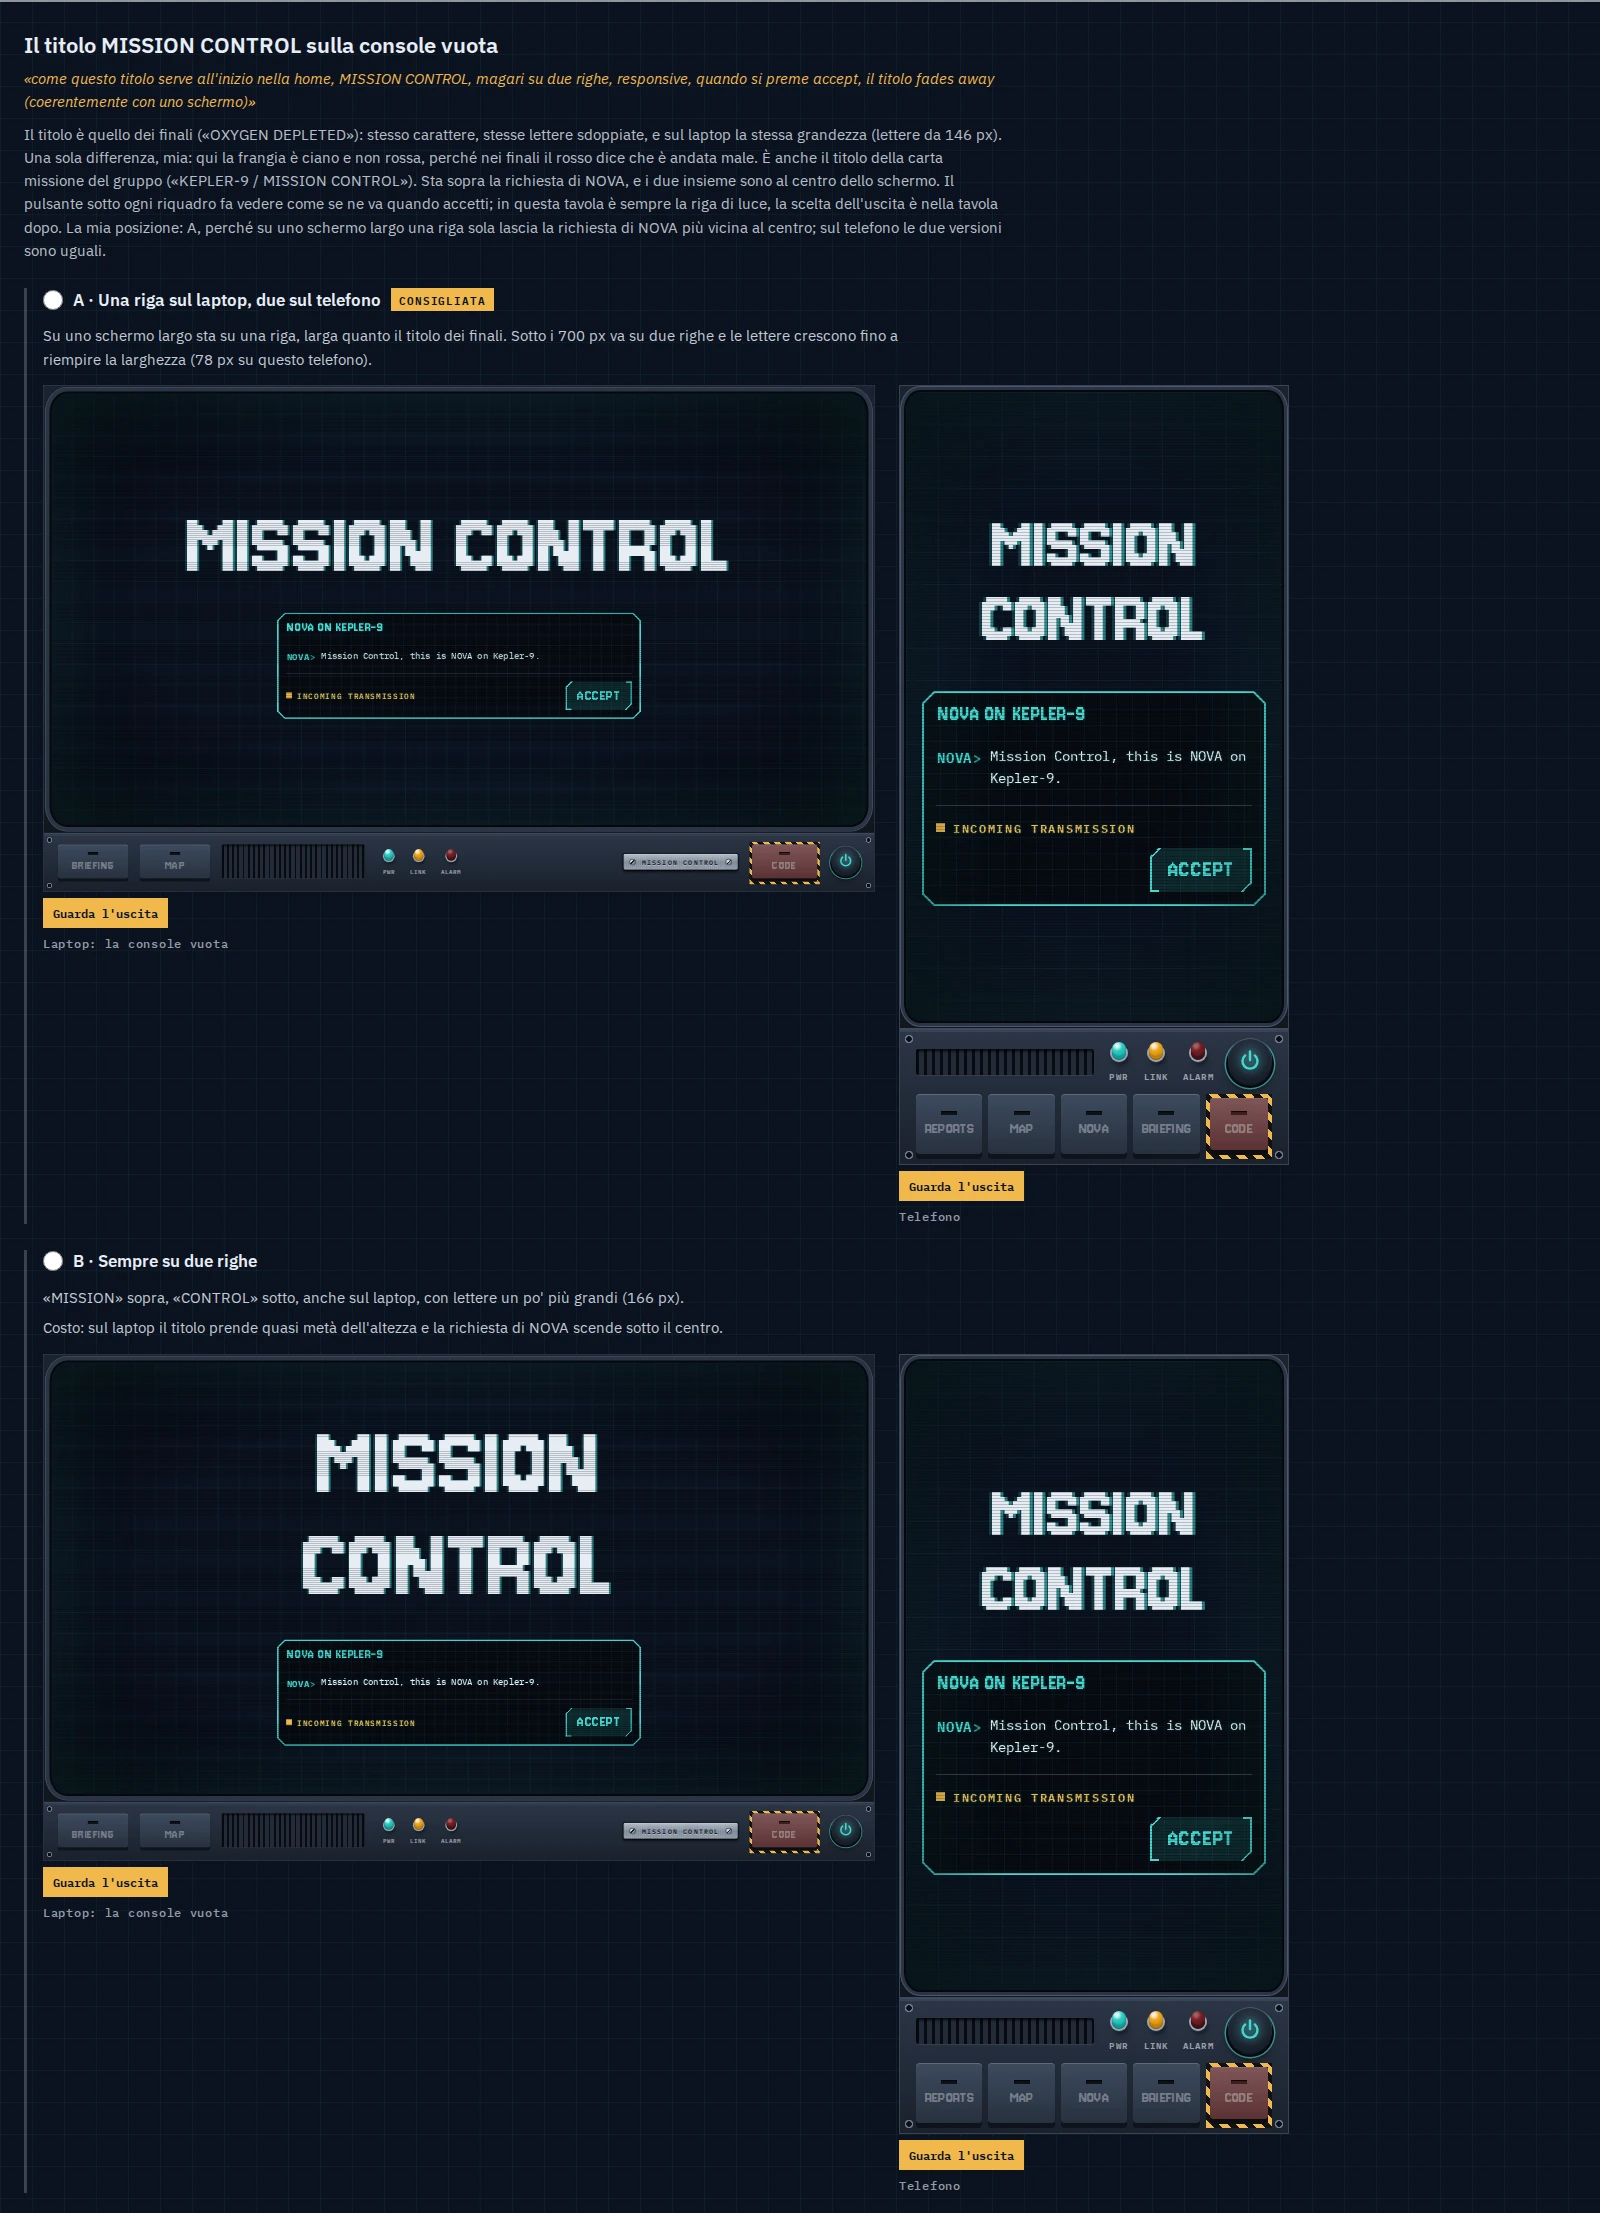 Il titolo MISSION CONTROL sulla console vuota
«come questo titolo serve all'inizio nella home, MISSION CONTROL, magari su due righe, responsive, quando si preme accept, il titolo fades away
(coerentemente con uno schermo)»
Il titolo è quello dei finali («OXYGEN DEPLETED»): stesso carattere, stesse lettere sdoppiate, e sul laptop la stessa grandezza (lettere da 146 px).
Una sola differenza, mia: qui la frangia è ciano e non rossa, perché nei finali il rosso dice che è andata male. È anche il titolo della carta
missione del gruppo («KEPLER-9 / MISSION CONTROL»). Sta sopra la richiesta di NOVA, e i due insieme sono al centro dello schermo. Il
pulsante sotto ogni riquadro fa vedere come se ne va quando accetti; in questa tavola è sempre la riga di luce, la scelta dell'uscita è nella tavola
dopo. La mia posizione: A, perché su uno schermo largo una riga sola lascia la richiesta di NOVA più vicina al centro; sul telefono le due versioni
sono uguali.
A · Una riga sul laptop, due sul telefono CONSIGLIATA
Su uno schermo largo sta su una riga, larga quanto il titolo dei finali. Sotto i 700 px va su due righe e le lettere crescono fino a
riempire la larghezza (78 px su questo telefono).
MISSION CONTROL
NOVA ON KEPLER-9
NOVA> Mission Control, this is NOVA on Kepler-9.
INCOMING TRANSMISSION
ACCEPT
BRIEFING
MAP
PWR
LINK
ALARM
MISSION CONTROL
CODE
Guarda l'uscita
Laptop: la console vuota
MISSION
CONTROL
NOVA ON KEPLER-9
NOVA> Mission Control, this is NOVA on
Kepler-9.
INCOMING TRANSMISSION
ACCEPT
PWR
LINK
ALARM
REPORTS
MAP
NOVA
BRIEFING
CODE
Guarda l'uscita
Telefono
B · Sempre su due righe
«MISSION» sopra, «CONTROL» sotto, anche sul laptop, con lettere un po' più grandi (166 px).
Costo: sul laptop il titolo prende quasi metà dell'altezza e la richiesta di NOVA scende sotto il centro.
MISSION
CONTROL
NOVA ON KEPLER-9
NOVA> Mission Control, this is NOVA on Kepler-9.
INCOMING TRANSMISSION
ACCEPT
BRIEFING
MAP
PWR
LINK
ALARM
MISSION CONTROL
CODE
Guarda l'uscita
Laptop: la console vuota
MISSION
CONTROL
NOVA ON KEPLER-9
NOVA> Mission Control, this is NOVA on
Kepler-9.
INCOMING TRANSMISSION
ACCEPT
PWR
LINK
ALARM
REPORTS
MAP
NOVA
BRIEFING
CODE
Guarda l'uscita
Telefono